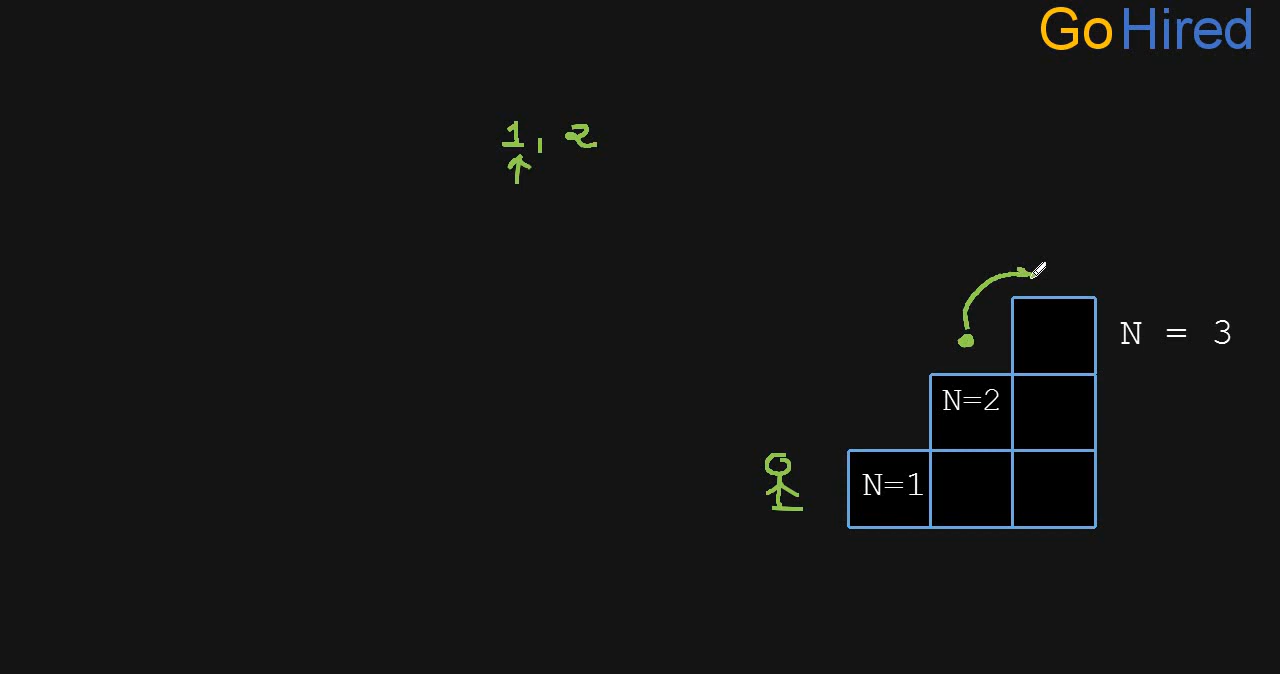 GoHired
1, 2
N = 3
N=2
N=1